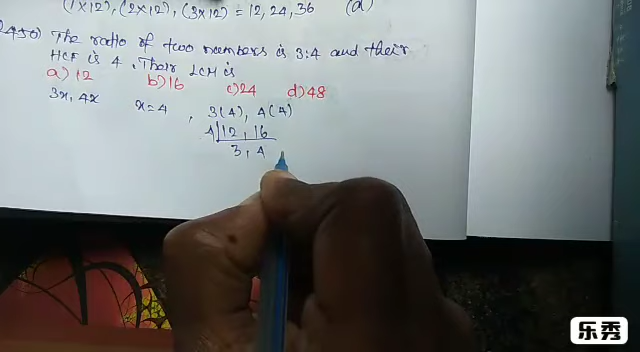 (1×12), (2×12), (3×12) = 12, 24, 36 (d)
2450) The ratio of two numbers is 3:4 and their
HCF is 4. Their LCM is
a) 12 b) 16 c) 24 d) 48
3x, 4x x=4 , 3(4), 4(4)
4 12, 16
3, 4
乐秀